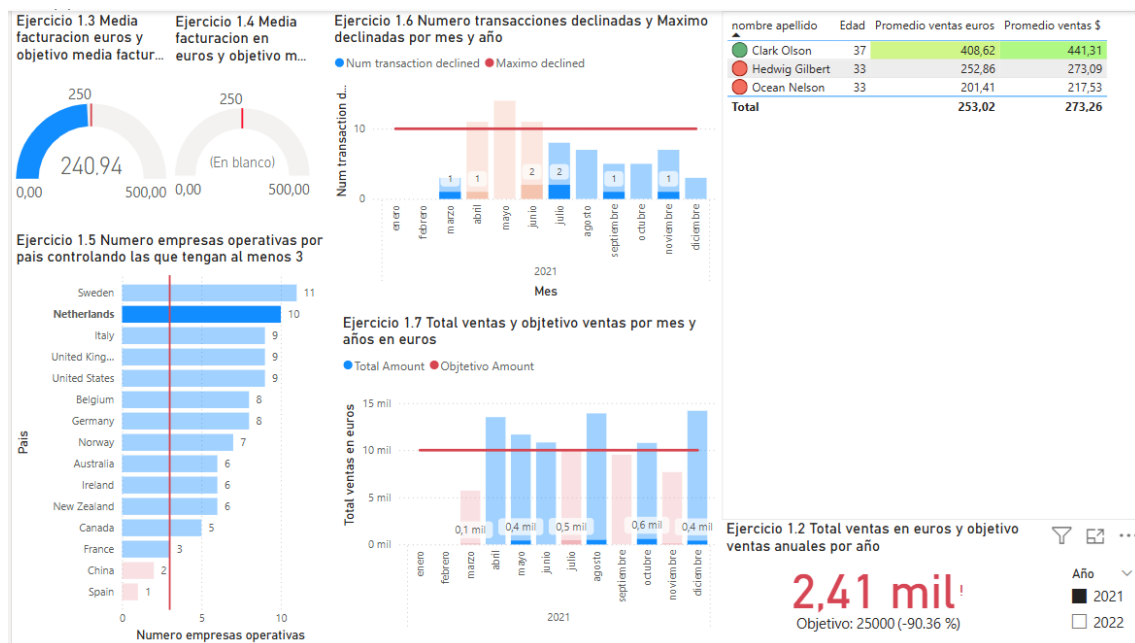 Ejercicio 1.3 Media
facturacion euros y
objetivo media factur...
250
240,94
0,00
500,00
Ejercicio 1.4 Media
facturacion en
euros y objetivo m...
250
(En blanco)
0,00
500,00
Ejercicio 1.5 Numero empresas operativas por
pais controlando las que tengan al menos 3
Pais
Sweden 11
Netherlands 10
Italy 9
United King... 9
United States 9
Belgium 8
Germany 8
Norway 7
Australia 6
Ireland 6
New Zealand 6
Canada 5
France 3
China 2
Spain 1
0 5 10
Numero empresas operativas
Ejercicio 1.6 Numero transacciones declinadas y Maximo
declinadas por mes y año
Num transaction declined Maximo declined
Num transaction d...
10
0
1 1 2 2 1 1
enero febrero marzo abril mayo junio julio agosto septiembre octubre noviembre diciembre
2021
Mes
Ejercicio 1.7 Total ventas y objtetivo ventas por mes y
años en euros
Total Amount Objtetivo Amount
Total ventas en euros
15 mil
10 mil
5 mil
0 mil
0,1 mil 0,4 mil 0,5 mil 0,6 mil 0,4 mil
enero febrero marzo abril mayo junio julio agosto septiembre octubre noviembre diciembre
2021
nombre apellido Edad Promedio ventas euros Promedio ventas $
Clark Olson 37 408,62 441,31
Hedwig Gilbert 33 252,86 273,09
Ocean Nelson 33 201,41 217,53
Total 253,02 273,26
Ejercicio 1.2 Total ventas en euros y objetivo
ventas anuales por año
2,41 mil!
Objetivo: 25000 (-90.36 %)
Año
2021
2022